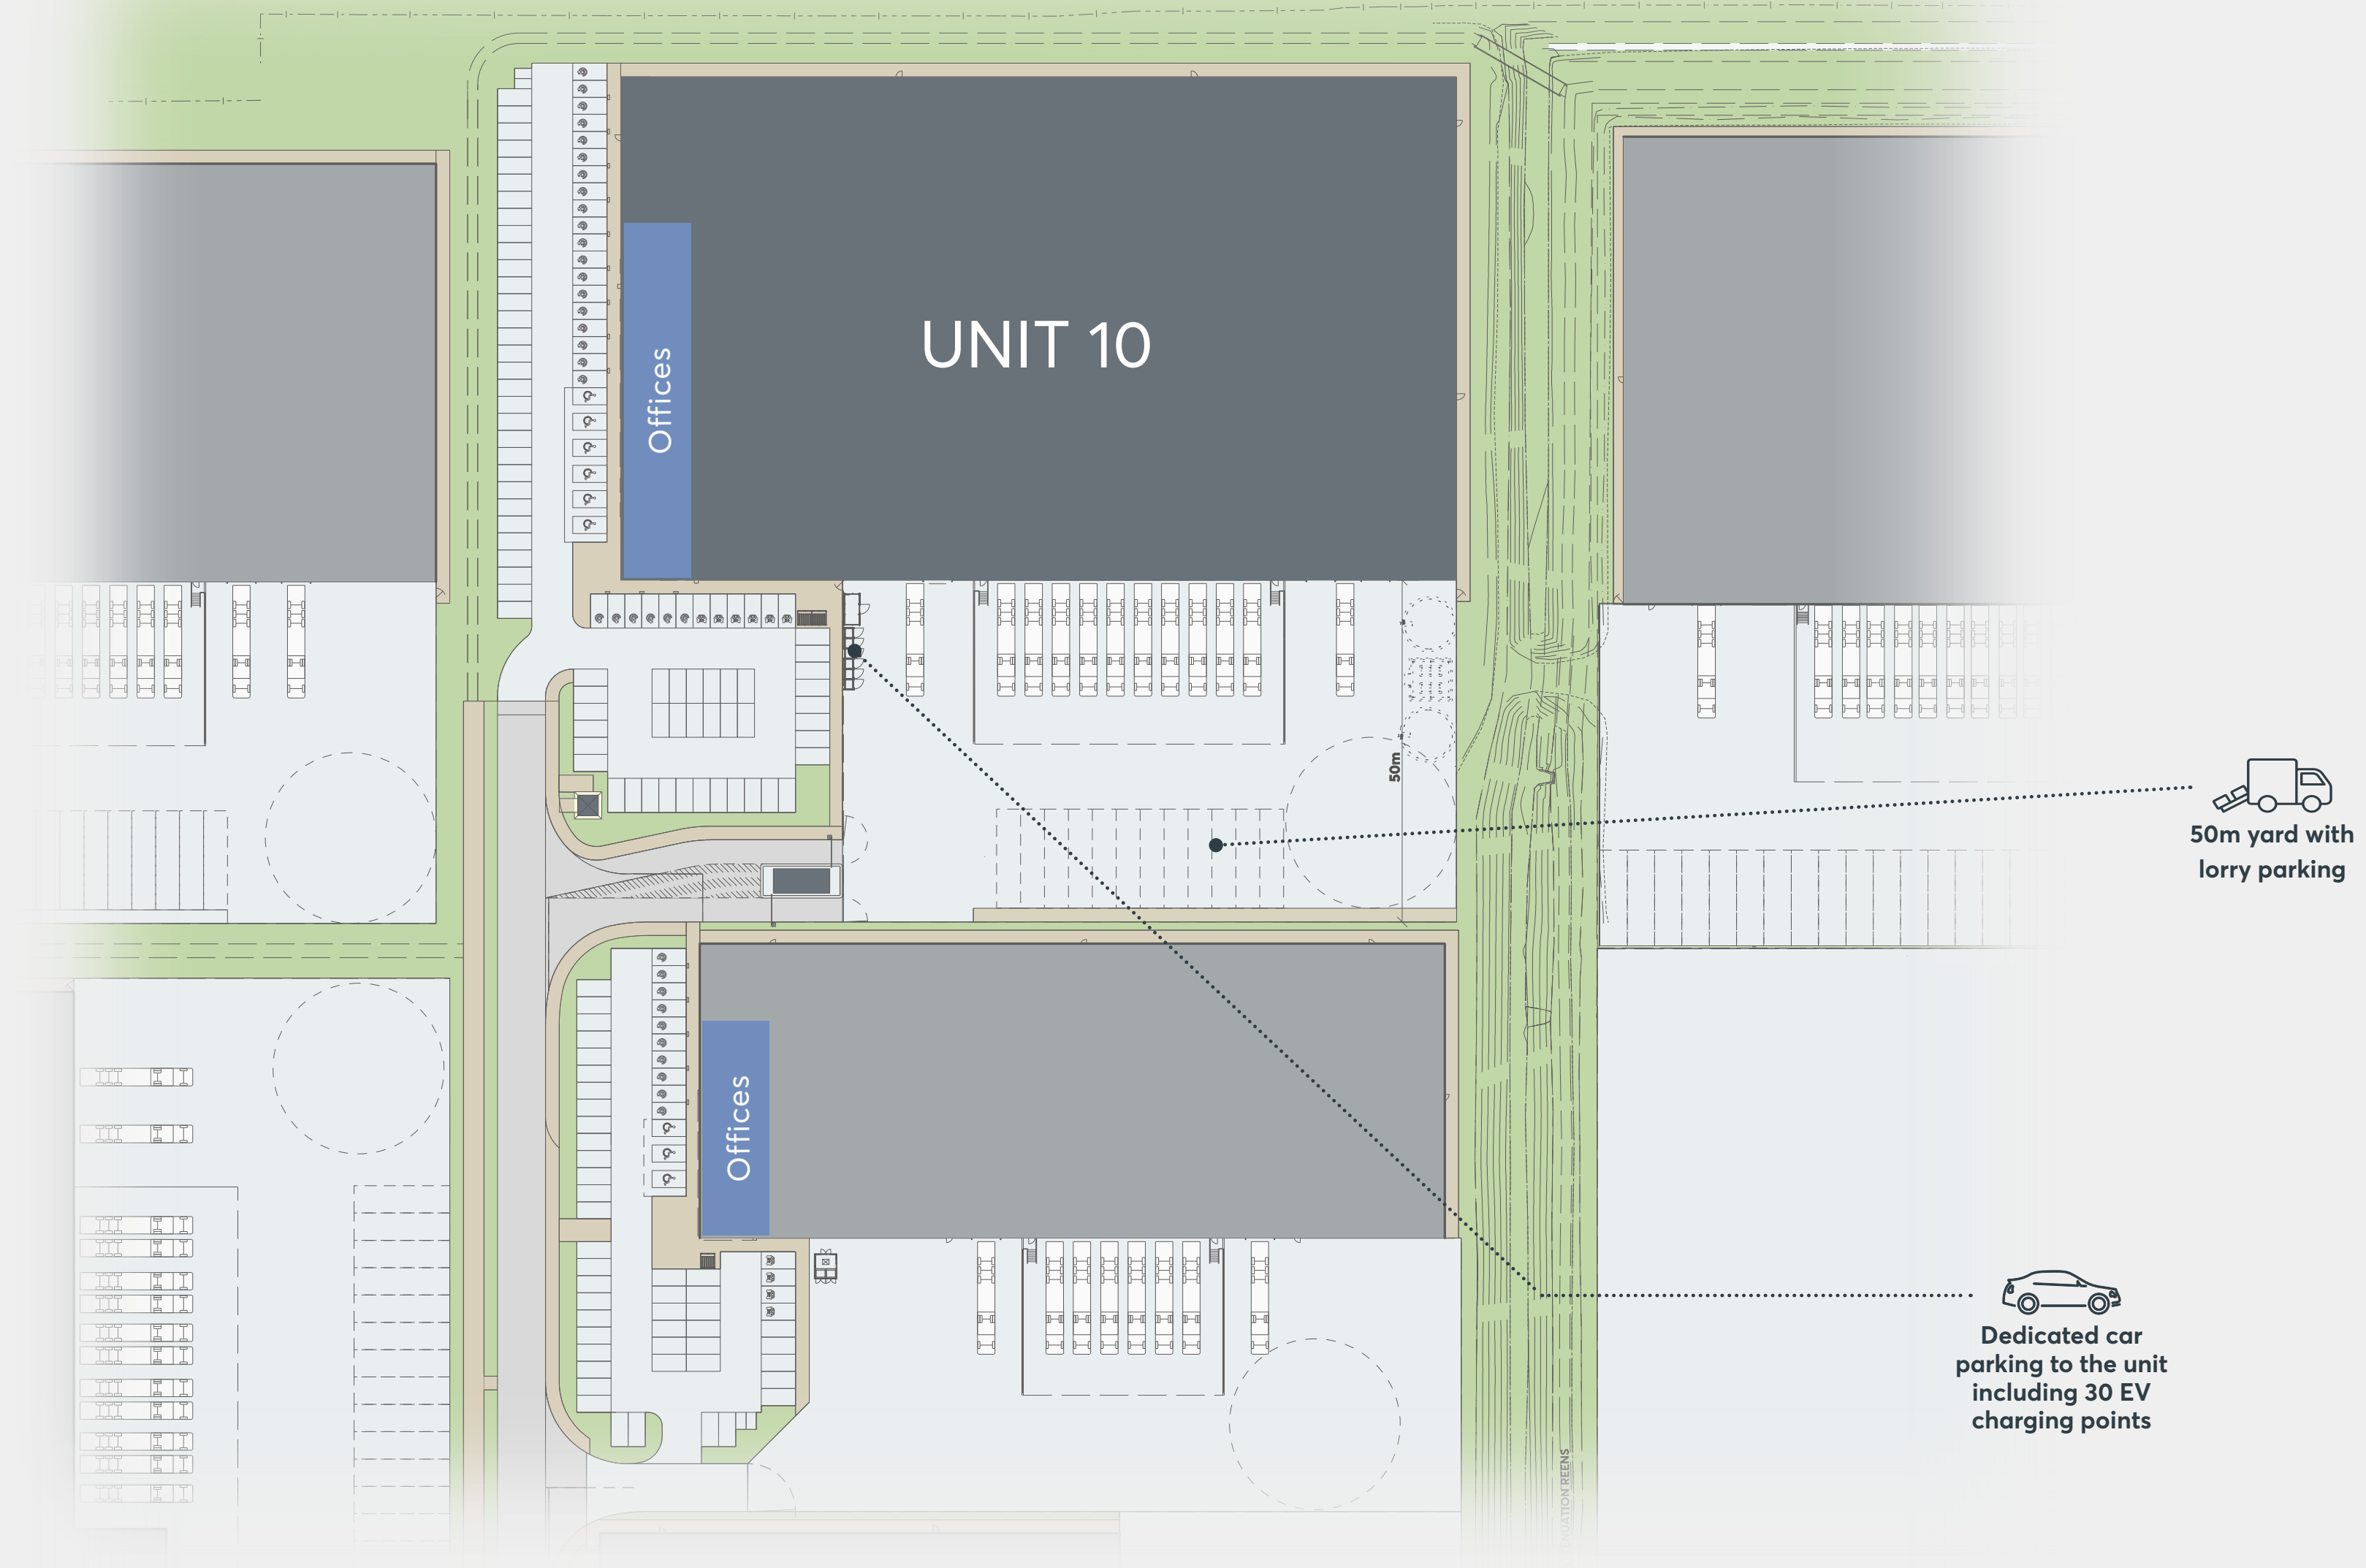 UNIT 10
Offices
50m
50m yard with
lorry parking
Offices
Dedicated car
parking to the unit
including 30 EV
charging points
REENS